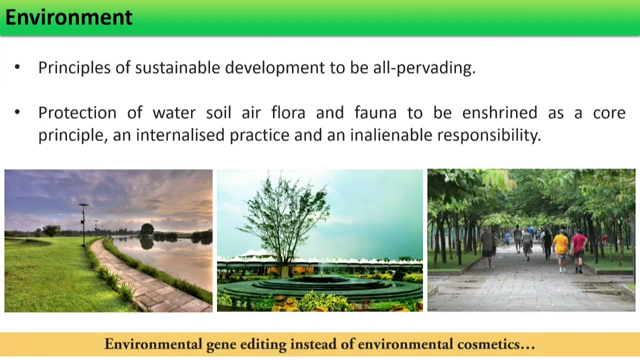 Environment
• Principles of sustainable development to be all-pervading.
• Protection of water soil air flora and fauna to be enshrined as a core
principle, an internalised practice and an inalienable responsibility.
Environmental gene editing instead of environmental cosmetics…